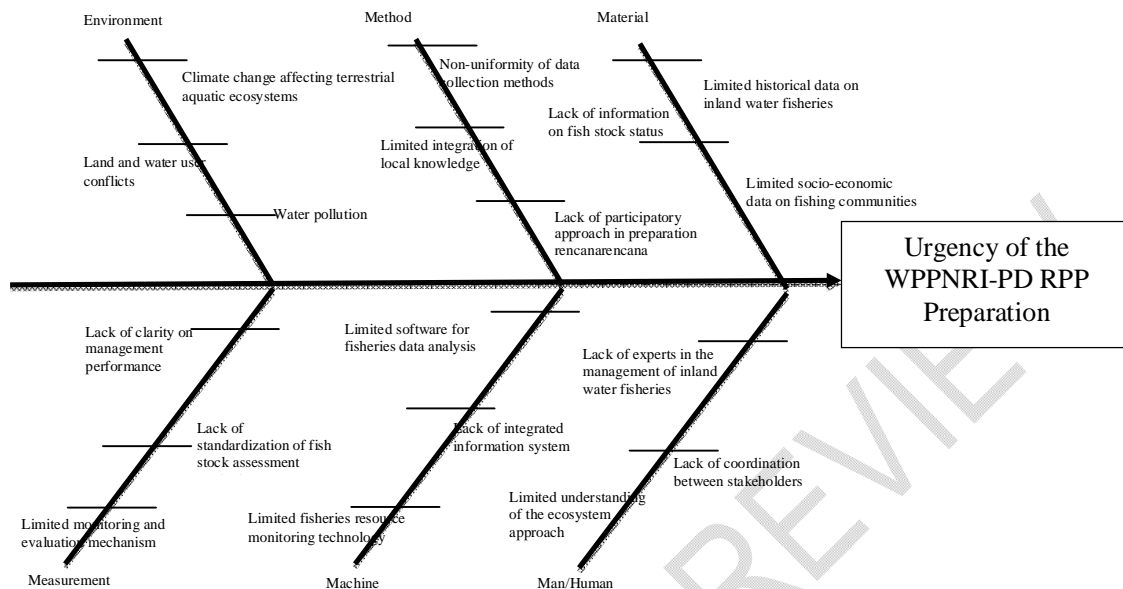 Environment
Climate change affecting terrestrial
aquatic ecosystems
Land and water user
conflicts
Water pollution
Method
Non-uniformity of data
collection methods
Limited integration of
local knowledge
Lack of participatory
approach in preparation
rencanarencana
Material
Limited historical data on
inland water fisheries
Lack of information
on fish stock status
Limited socio-economic
data on fishing communities
Urgency of the
WPPNRI-PD RPP
Preparation
Lack of clarity on
management
performance
Lack of
standardization of fish
stock assessment
Limited monitoring and
evaluation mechanism
Measurement
Limited software for
fisheries data analysis
Lack of integrated
information system
Limited fisheries resource
monitoring technology
Machine
Lack of experts in the
management of inland
water fisheries
Lack of coordination
between stakeholders
Limited understanding
of the ecosystem
approach
Man/Human
REVIEW